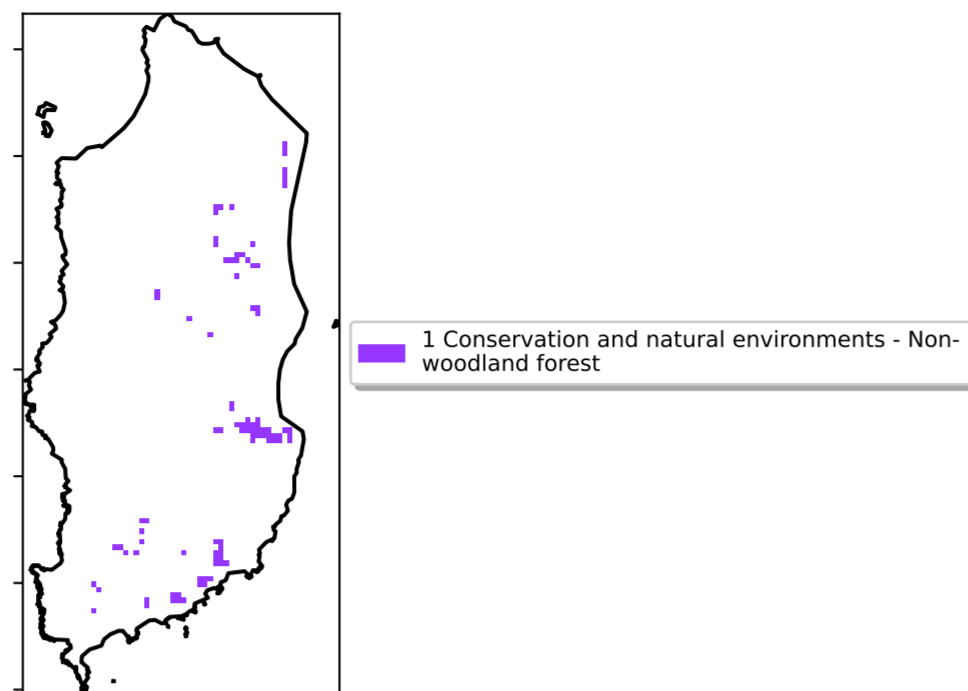 1 Conservation and natural environments - Non-
woodland forest